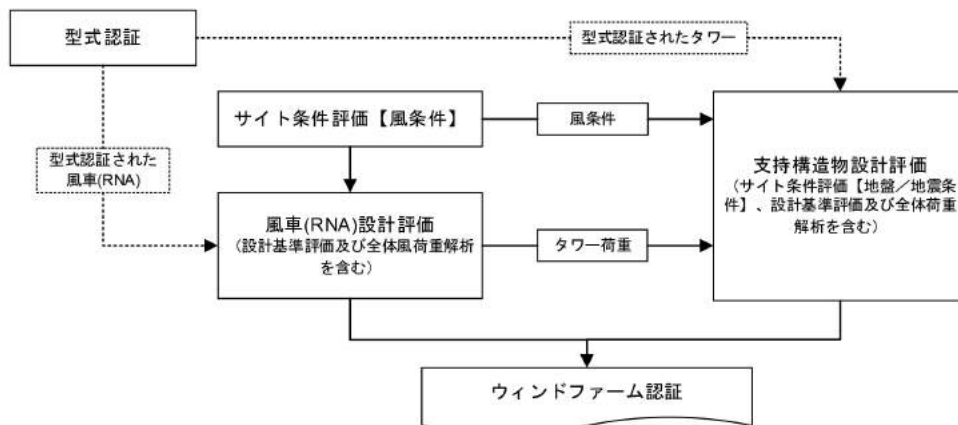 型式認証
型式認証されたタワー
サイト条件評価【風条件】
風条件
型式認証された
風車(RNA)
支持構造物設計評価
（サイト条件評価【地盤／地震条
件】、設計基準評価及び全体荷重
解析を含む）
風車(RNA)設計評価
（設計基準評価及び全体風荷重解析
を含む）
タワー荷重
ウィンドファーム認証